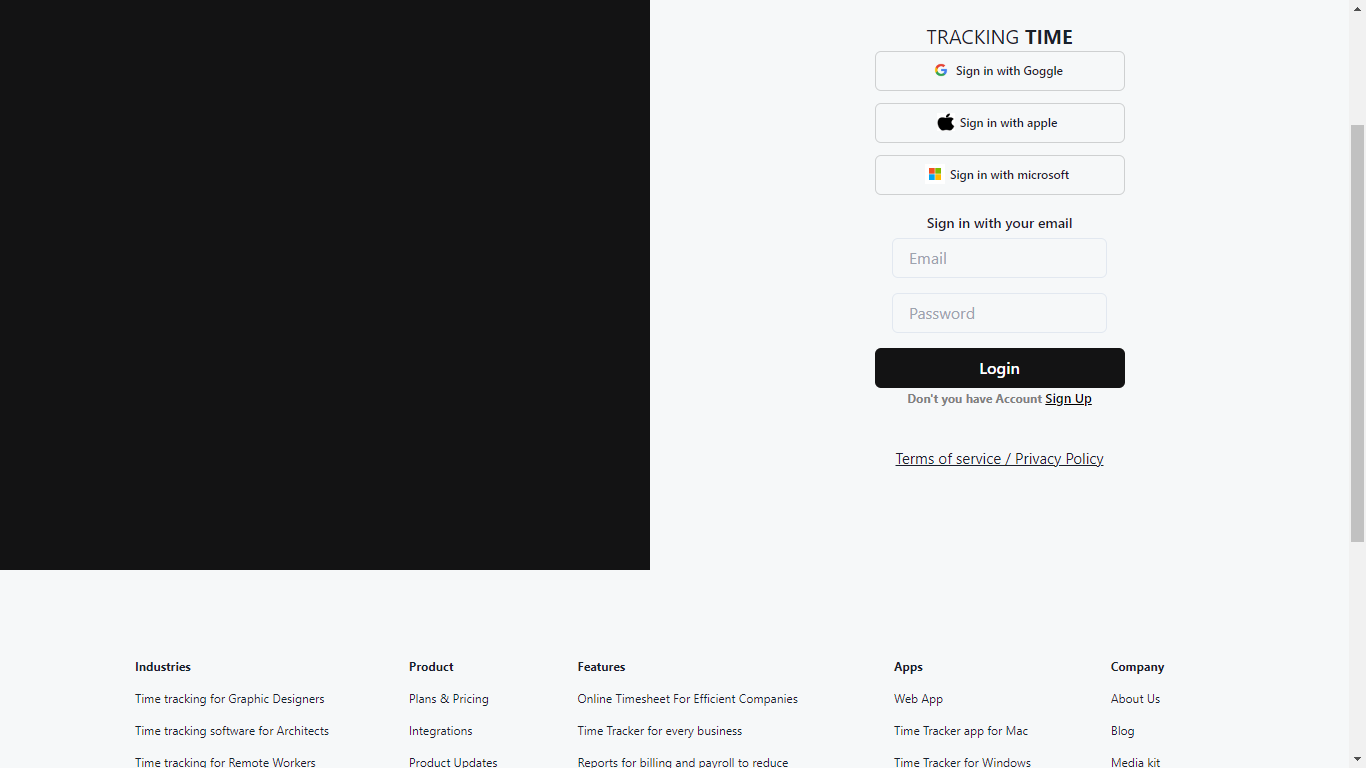 TRACKING TIME
Sign in with Goggle
Sign in with apple
Sign in with microsoft
Sign in with your email
Email
Password
Login
Don't you have Account Sign Up
Terms of service / Privacy Policy
Industries
Time tracking for Graphic Designers
Time tracking software for Architects
Time tracking for Remote Workers
Product
Plans & Pricing
Integrations
Product Updates
Features
Online Timesheet For Efficient Companies
Time Tracker for every business
Reports for billing and payroll to reduce
Apps
Web App
Time Tracker app for Mac
Time Tracker for Windows
Company
About Us
Blog
Media kit